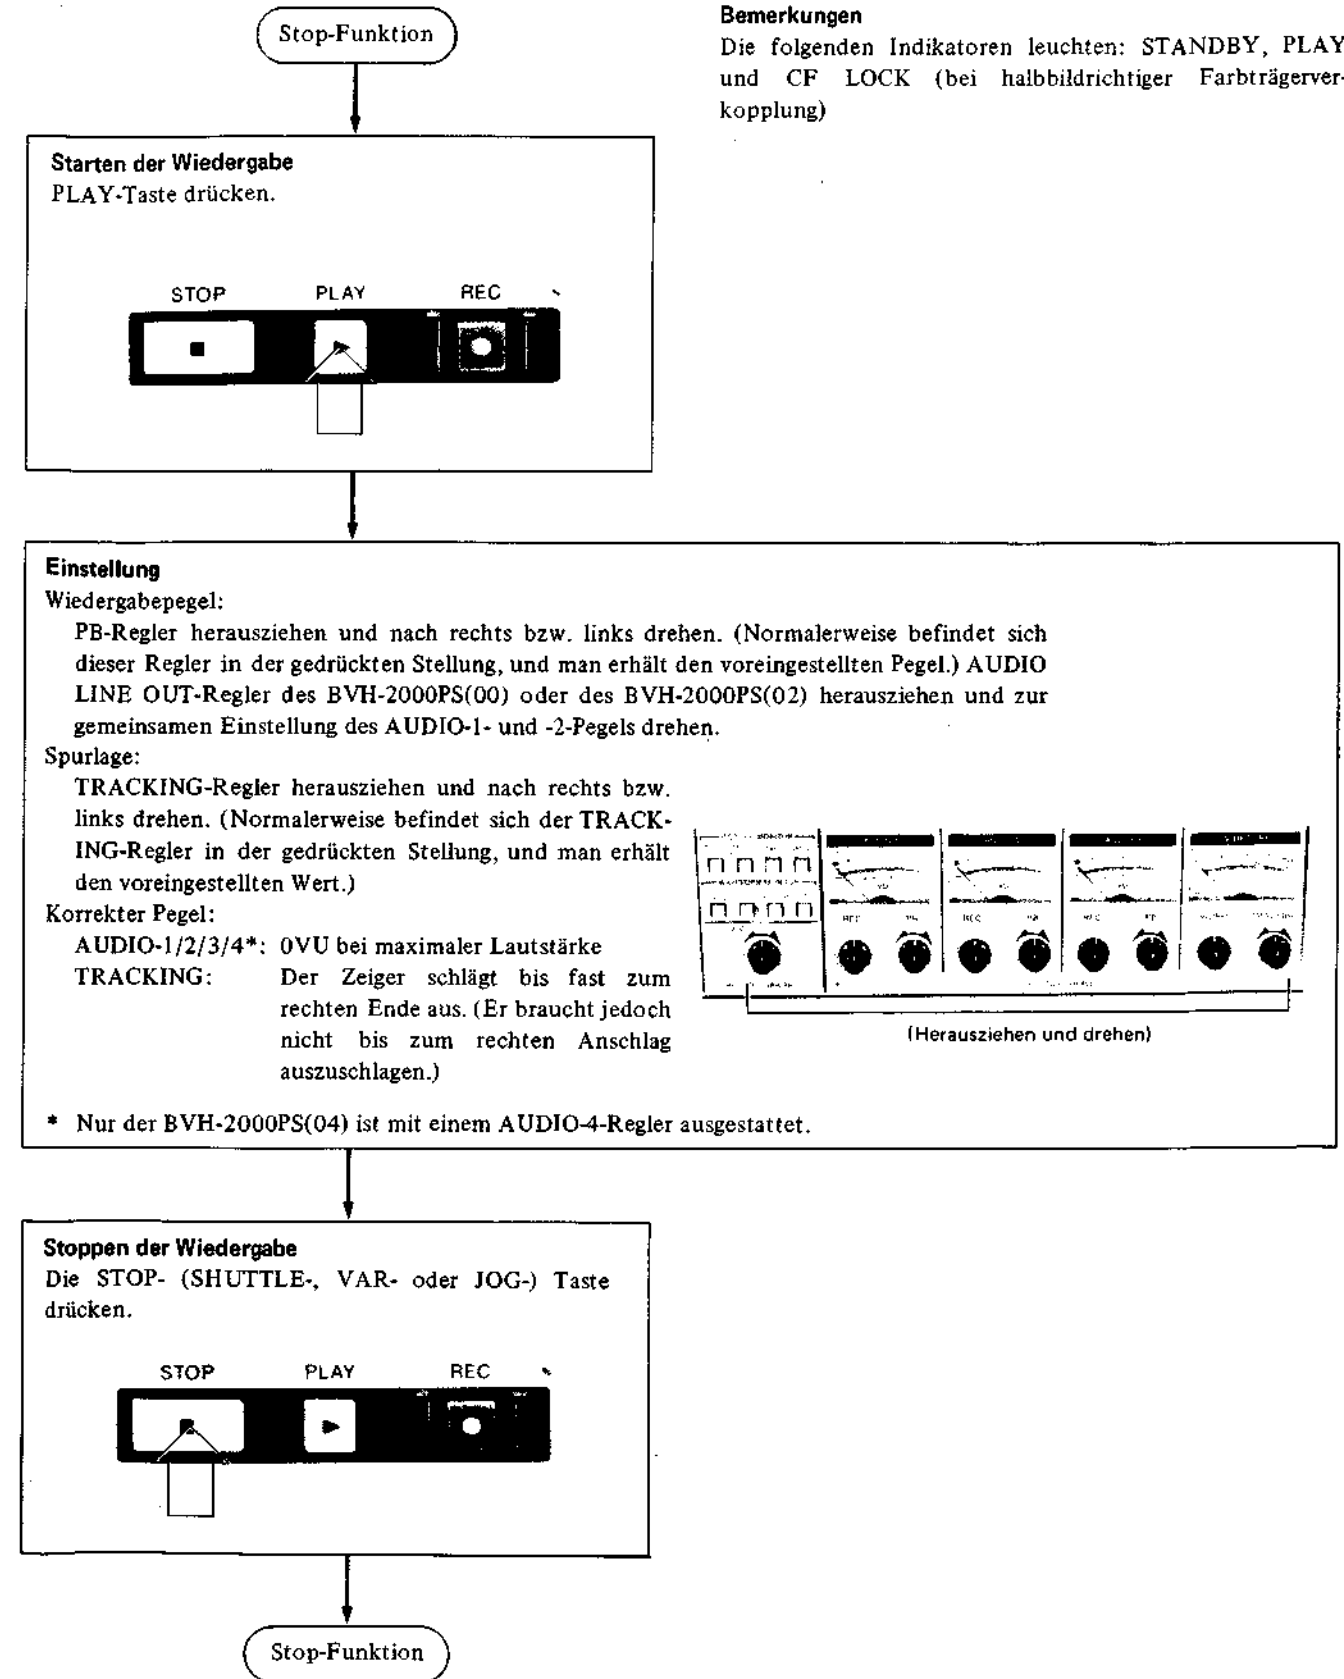 Stop-Funktion
Bemerkungen
Die folgenden Indikatoren leuchten: STANDBY, PLAY
und CF LOCK (bei halbbildrichtiger Farbträgerver-
kopplung)
Starten der Wiedergabe
PLAY-Taste drücken.
STOP PLAY REC
Einstellung
Wiedergabepegel:
PB-Regler herausziehen und nach rechts bzw. links drehen. (Normalerweise befindet sich
dieser Regler in der gedrückten Stellung, und man erhält den voreingestellten Pegel.) AUDIO
LINE OUT-Regler des BVH-2000PS(00) oder des BVH-2000PS(02) herausziehen und zur
gemeinsamen Einstellung des AUDIO-1- und -2-Pegels drehen.
Spurlage:
TRACKING-Regler herausziehen und nach rechts bzw.
links drehen. (Normalerweise befindet sich der TRACK-
ING-Regler in der gedrückten Stellung, und man erhält
den voreingestellten Wert.)
Korrekter Pegel:
AUDIO-1/2/3/4*: 0VU bei maximaler Lautstärke
TRACKING: Der Zeiger schlägt bis fast zum
rechten Ende aus. (Er braucht jedoch
nicht bis zum rechten Anschlag
auszuschlagen.)
REC PB REC PB REC PB
(Herausziehen und drehen)
* Nur der BVH-2000PS(04) ist mit einem AUDIO-4-Regler ausgestattet.
Stoppen der Wiedergabe
Die STOP- (SHUTTLE-, VAR- oder JOG-) Taste
drücken.
STOP PLAY REC
Stop-Funktion